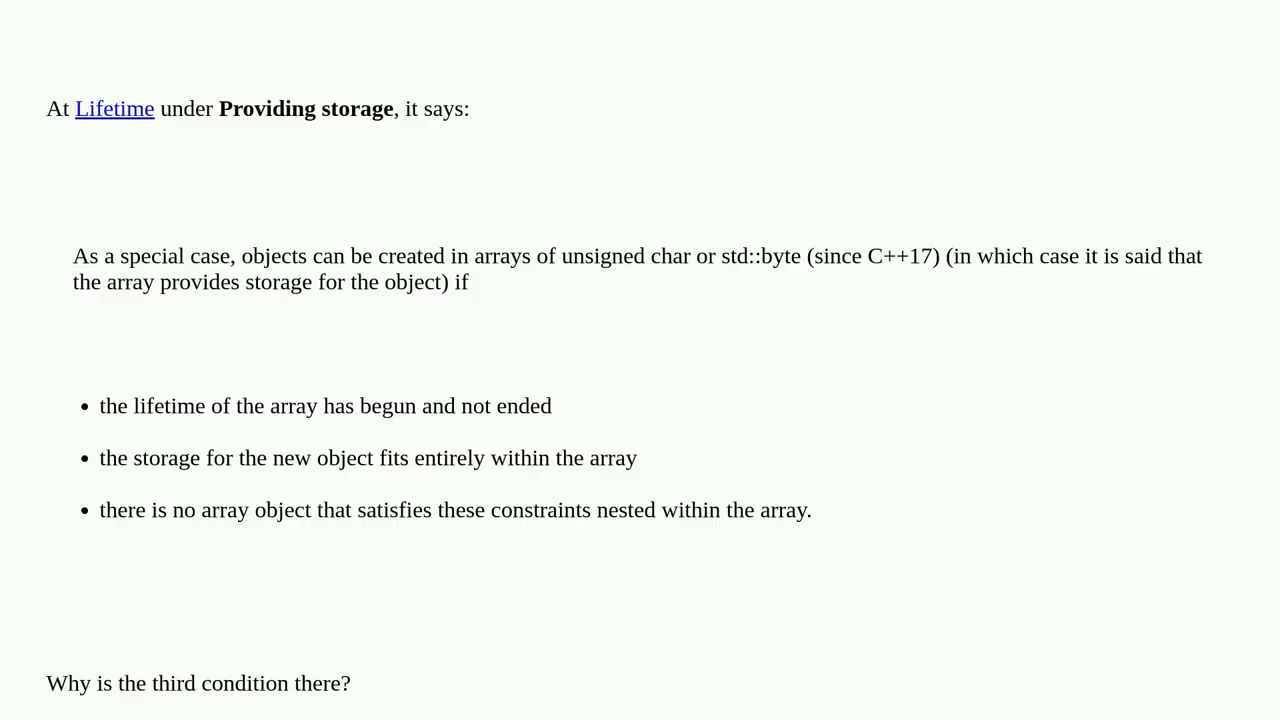 At Lifetime under Providing storage, it says:
As a special case, objects can be created in arrays of unsigned char or std::byte (since C++17) (in which case it is said that
the array provides storage for the object) if
• the lifetime of the array has begun and not ended
• the storage for the new object fits entirely within the array
• there is no array object that satisfies these constraints nested within the array.
Why is the third condition there?